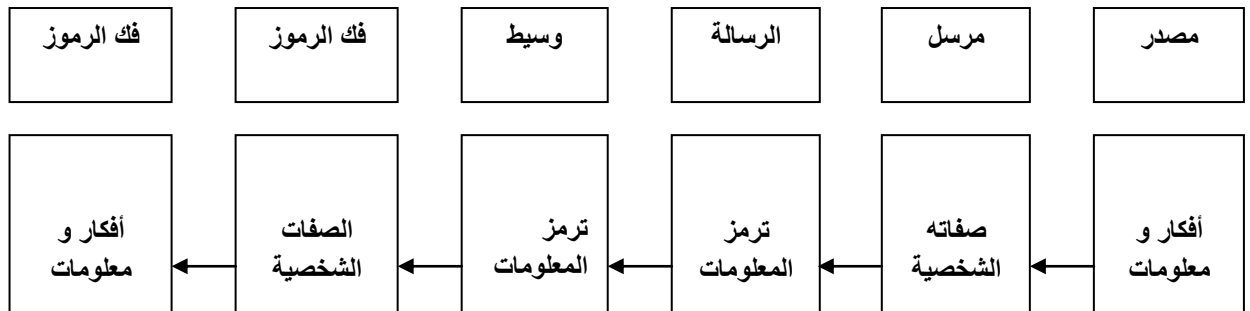 مصدر
مرسل
الرسالة
وسيط
فك الرموز
فك الرموز
أفكار و
معلومات
صفاته
الشخصية
ترمز
المعلومات
ترمز
المعلومات
الصفات
الشخصية
أفكار و
معلومات